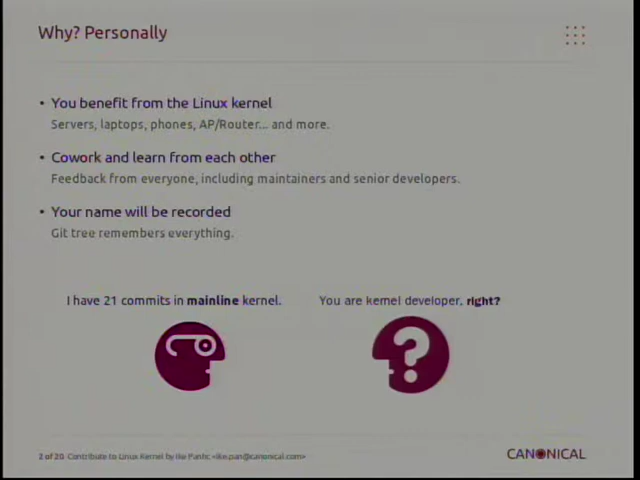 Why? Personally
• You benefit from the Linux kernel
Servers, laptops, phones, AP/Router... and more.
• Cowork and learn from each other
Feedback from everyone, including maintainers and senior developers.
• Your name will be recorded
Git tree remembers everything.
I have 21 commits in mainline kernel.
You are kernel developer, right?
?
2 of 20 Contribute to Linux Kernel by Ike Panhc <ike.pan@canonical.com>
CANONICAL